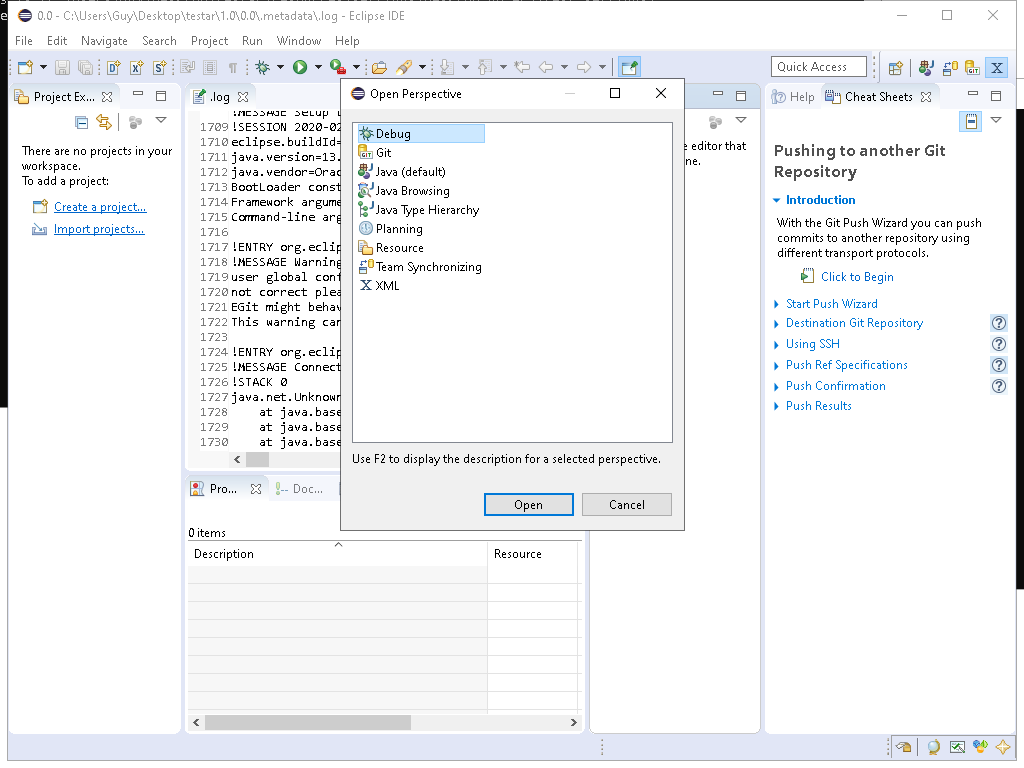 0.0 - C:\Users\Guy\Desktop\testar\1.0\0.0\.metadata\.log - Eclipse IDE
File Edit Navigate Search Project Run Window Help
Quick Access
Project Ex...
There are no projects in your
workspace.
To add a project:
Create a project...
Import projects...
.log
!MESSAGE Setup
1709 !SESSION 2020-02
1710 eclipse.buildId=
1711 java.version=13.
1712 java.vendor=Orac
1713 BootLoader const
1714 Framework argume
1715 Command-line arg
1716
1717 !ENTRY org.eclip
1718 !MESSAGE Warning
1719 user global conf
1720 not correct plea
1721 EGit might behav
1722 This warning can
1723
1724 !ENTRY org.eclip
1725 !MESSAGE Connect
1726 !STACK 0
1727 java.net.Unknown
1728 at java.base
1729 at java.base
1730 at java.base
Open Perspective
Debug
Git
Java (default)
Java Browsing
Java Type Hierarchy
Planning
Resource
Team Synchronizing
XML
Use F2 to display the description for a selected perspective.
Open Cancel
e editor that
ne.
Help Cheat Sheets
Pushing to another Git
Repository
Introduction
With the Git Push Wizard you can push
commits to another repository using
different transport protocols.
Click to Begin
Start Push Wizard
Destination Git Repository
Using SSH
Push Ref Specifications
Push Confirmation
Push Results
Pro... Doc...
0 items
Description Resource